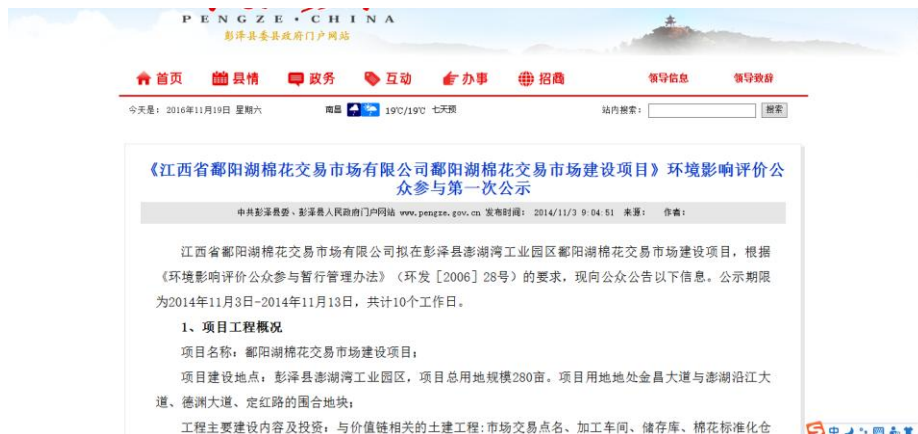 PENGZE·CHINA
彭泽县委县政府门户网站
首页 县情 政务 互动 办事 招商 领导信息 领导致辞
今天是：2016年11月19日 星期六 南昌 19℃/19℃ 七天预 站内搜索： 搜索
《江西省鄱阳湖棉花交易市场有限公司鄱阳湖棉花交易市场建设项目》环境影响评价公
众参与第一次公示
中共彭泽县委、彭泽县人民政府门户网站 www.pengze.gov.cn 发布时间： 2014/11/3 9:04:51 来源： 作者：
江西省鄱阳湖棉花交易市场有限公司拟在彭泽县澎湖湾工业园区鄱阳湖棉花交易市场建设项目，根据
《环境影响评价公众参与暂行管理办法》（环发［2006］28号）的要求，现向公众公告以下信息。公示期限
为2014年11月3日-2014年11月13日，共计10个工作日。
1、项目工程概况
项目名称：鄱阳湖棉花交易市场建设项目；
项目建设地点：彭泽县澎湖湾工业园区，项目总用地规模280亩。项目用地地处金昌大道与澎湖沿江大
道、德渊大道、定红路的围合地块；
工程主要建设内容及投资：与价值链相关的土建工程：市场交易点名、加工车间、储存库、棉花标准化仓
中